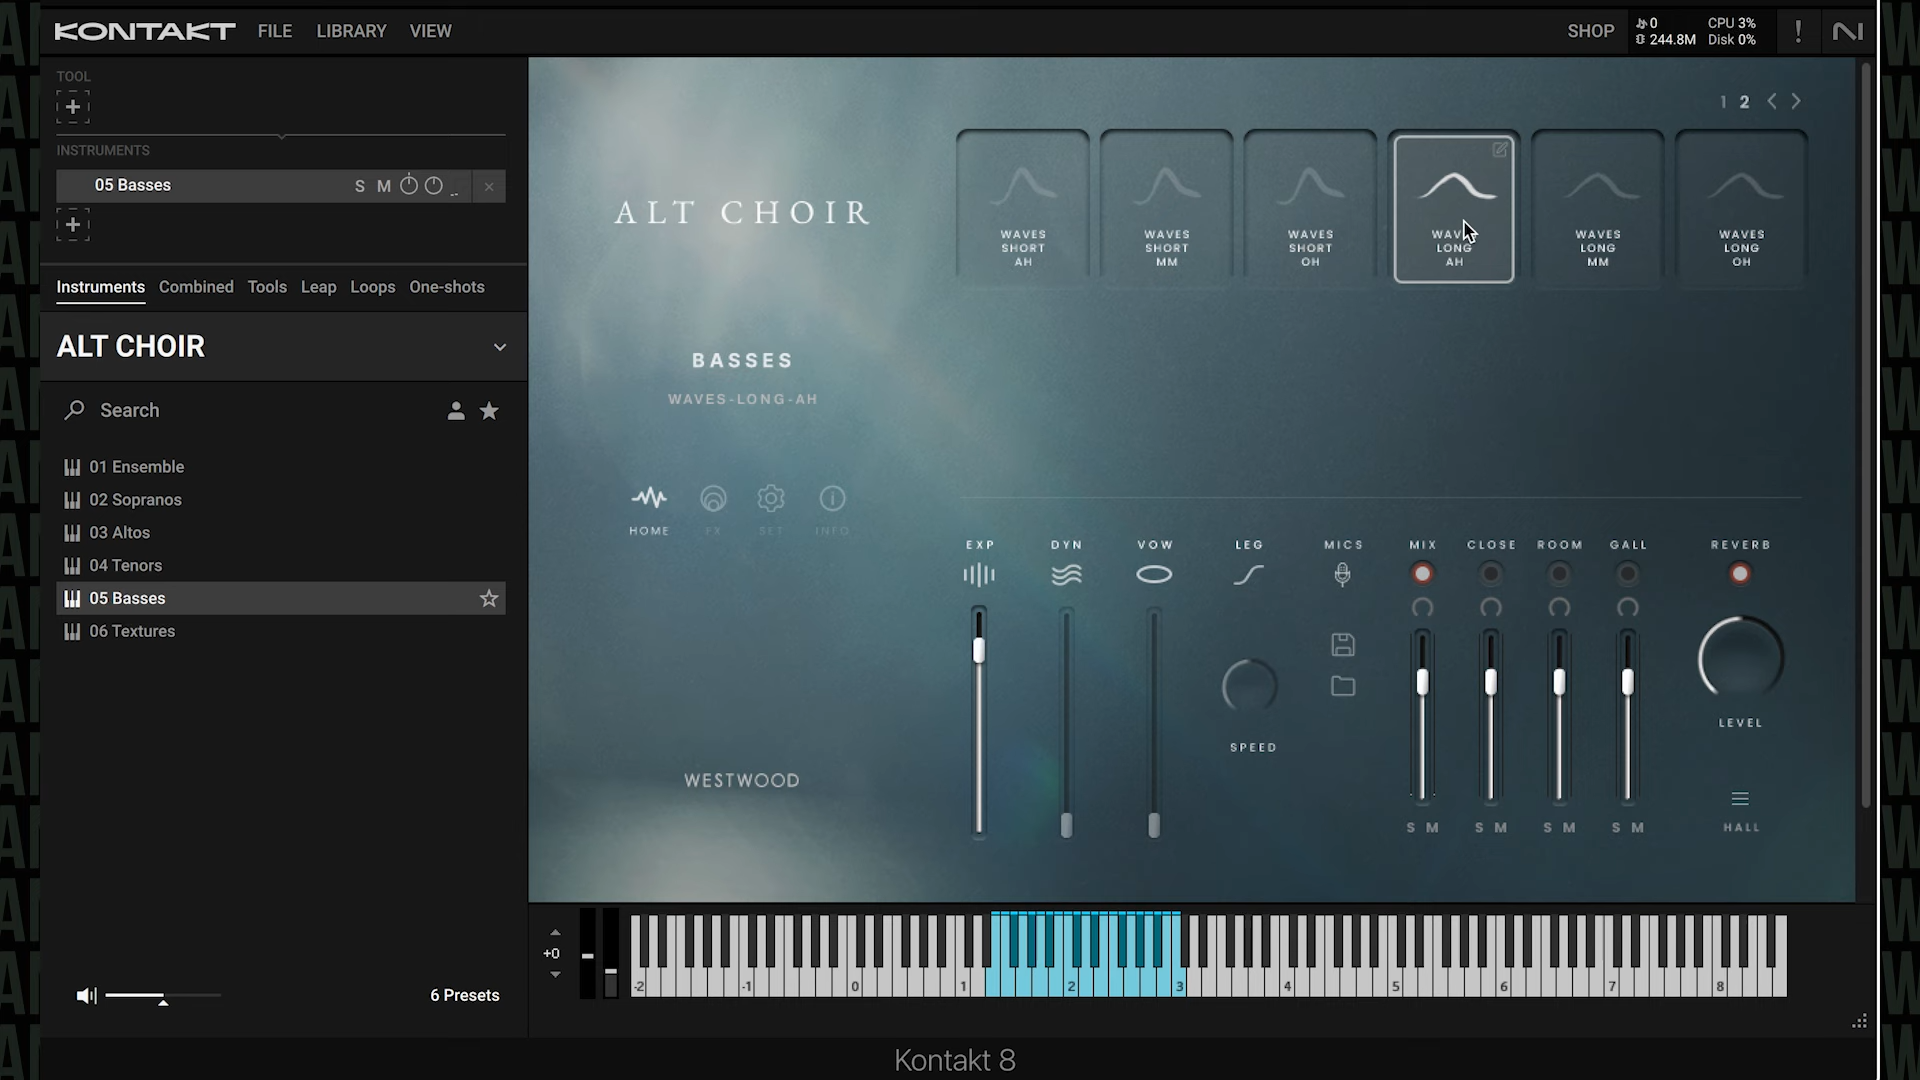 KONTAKT FILE LIBRARY VIEW SHOP 0 CPU 3%
244.8M Disk 0%
TOOL
INSTRUMENTS
05 Basses S M
Instruments Combined Tools Leap Loops One-shots
ALT CHOIR
Search
01 Ensemble
02 Sopranos
03 Altos
04 Tenors
05 Basses
06 Textures
6 Presets
1 2
ALT CHOIR
WAVES SHORT AH
WAVES SHORT MM
WAVES SHORT OH
LONG AH
WAVES LONG MM
WAVES LONG OH
BASSES
WAVES-LONG-AH
HOME FX SET INFO
WESTWOOD
EXP DYN VOW LEG MICS MIX CLOSE ROOM GALL REVERB
SPEED
LEVEL
S M S M S M S M
HALL
+0
-2 -1 0 1 2 3 4 5 6 7 8
Kontakt 8